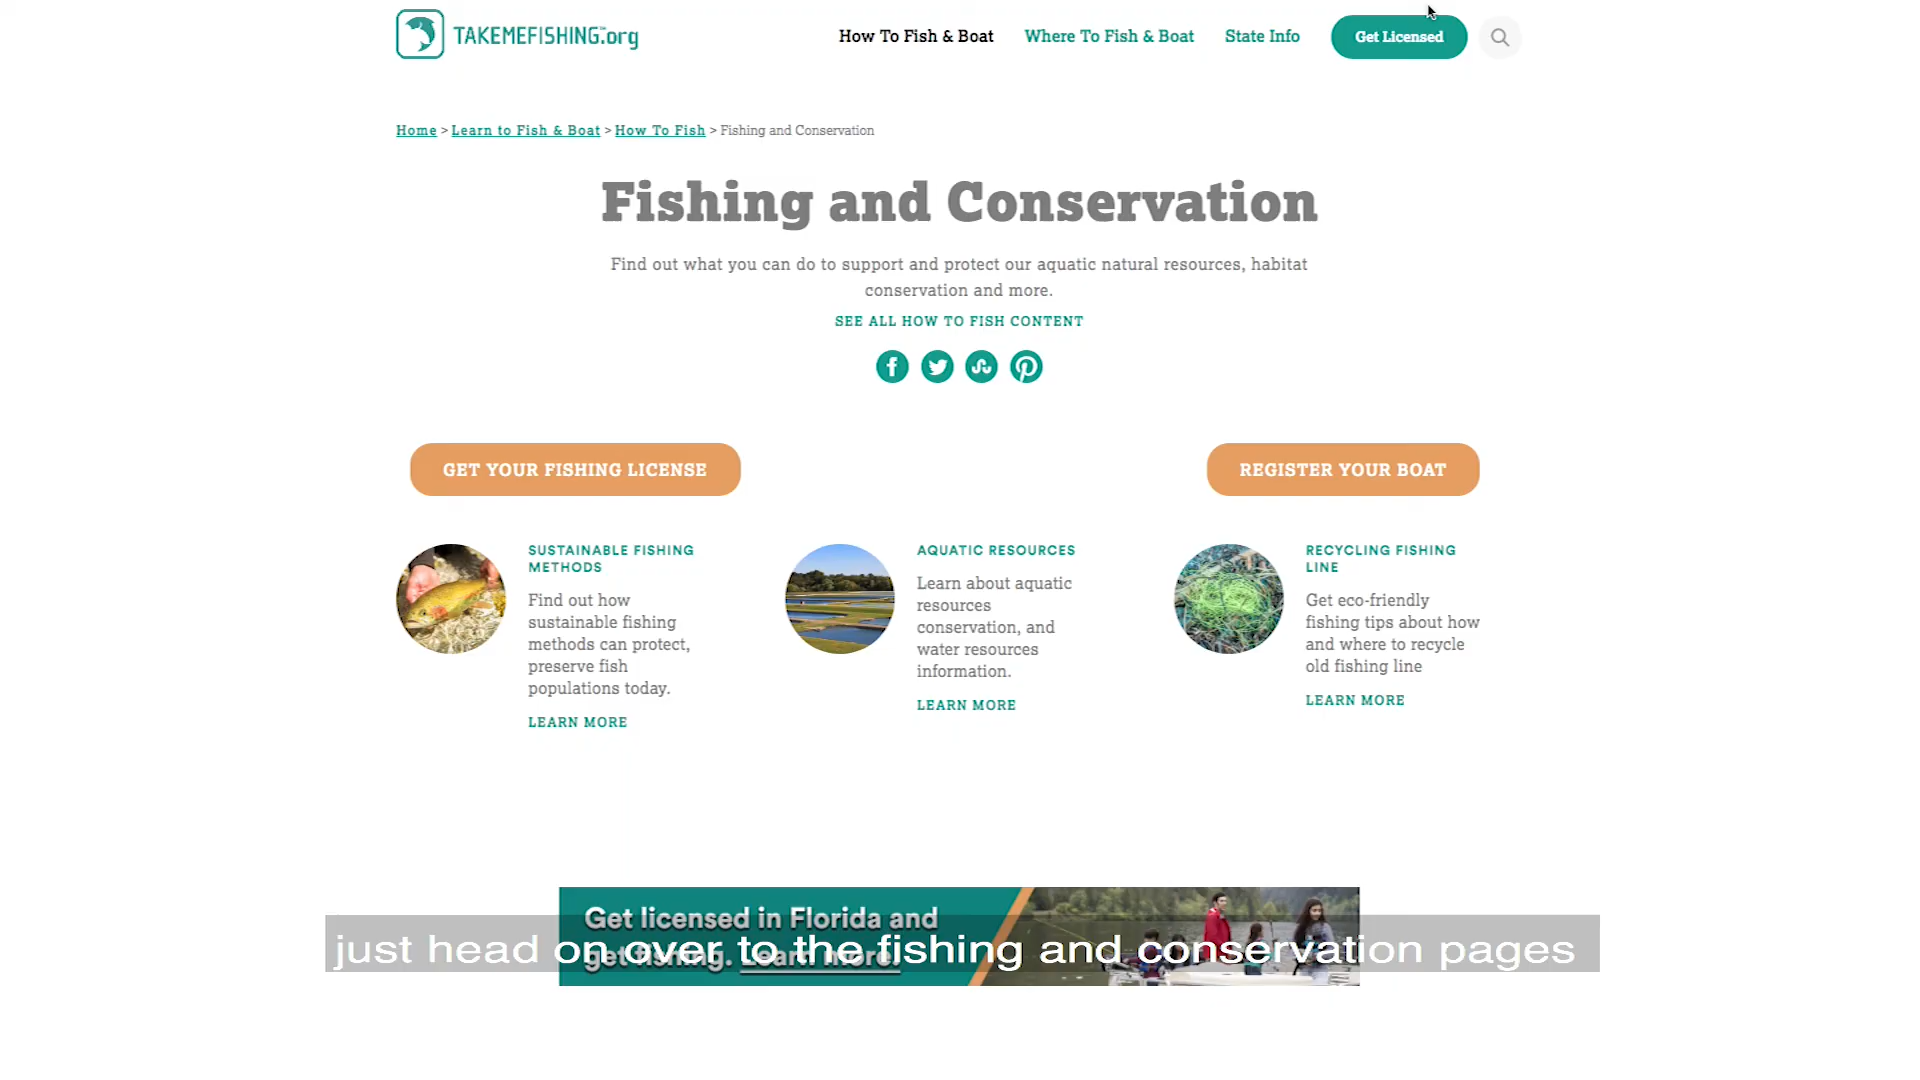 TAKEMEFISHING.org
How To Fish & Boat
Where To Fish & Boat
State Info
Get Licensed
Home > Learn to Fish & Boat > How To Fish > Fishing and Conservation
Fishing and Conservation
Find out what you can do to support and protect our aquatic natural resources, habitat
conservation and more.
SEE ALL HOW TO FISH CONTENT
GET YOUR FISHING LICENSE
REGISTER YOUR BOAT
SUSTAINABLE FISHING
METHODS
Find out how
sustainable fishing
methods can protect,
preserve fish
populations today.
LEARN MORE
AQUATIC RESOURCES
Learn about aquatic
resources
conservation, and
water resources
information.
LEARN MORE
RECYCLING FISHING
LINE
Get eco-friendly
fishing tips about how
and where to recycle
old fishing line
LEARN MORE
Get licensed in Florida and
get fishing. Learn more.
just head on over to the fishing and conservation pages